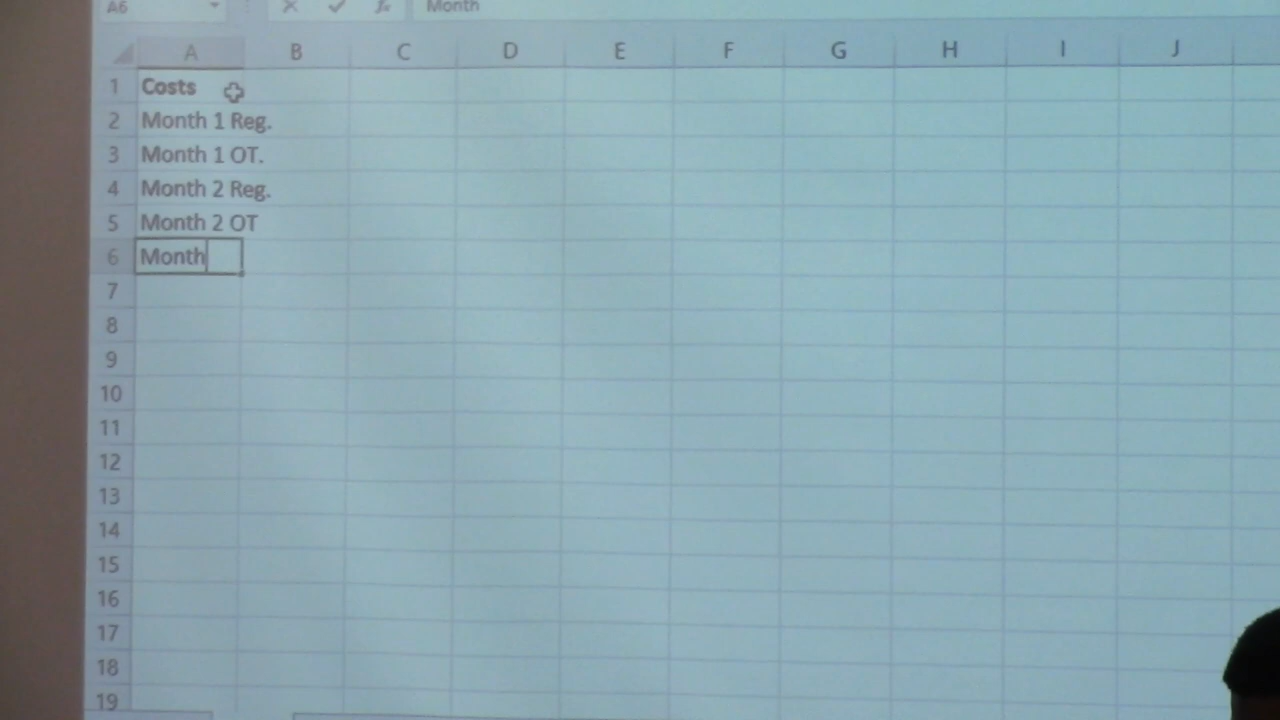 A6 Month
A B C D E F G H I J
1 Costs
2 Month 1 Reg.
3 Month 1 OT.
4 Month 2 Reg.
5 Month 2 OT
6 Month
7
8
9
10
11
12
13
14
15
16
17
18
19